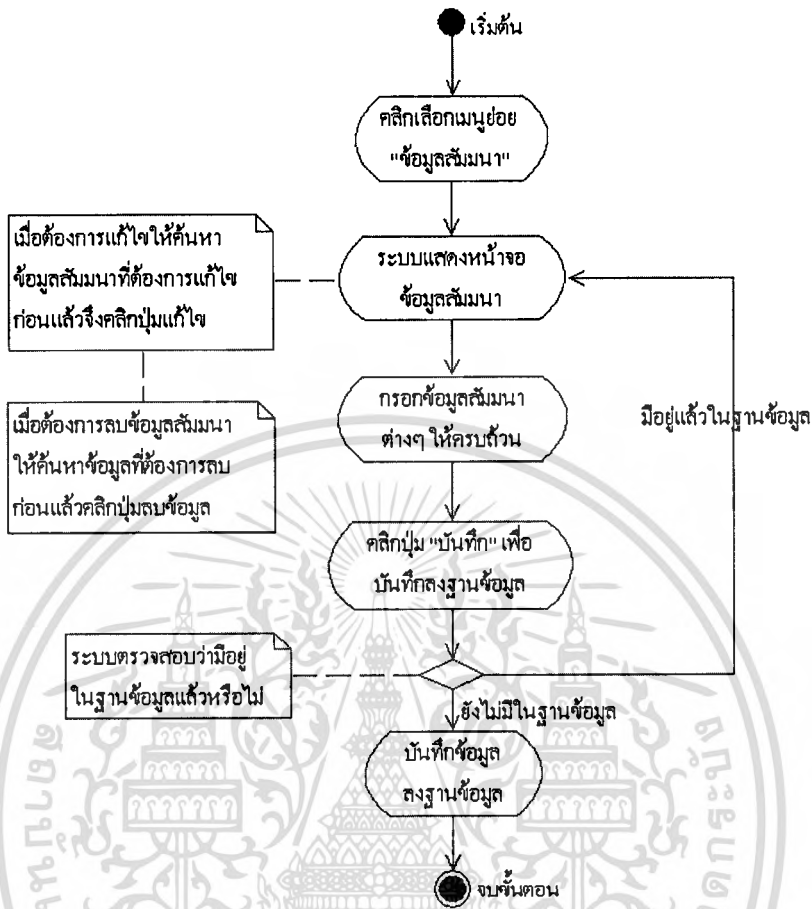 เริ่มต้น
คลิกเลือกเมนูย่อย
"ข้อมูลสัมมนา"
เมื่อต้องการแก้ไขให้ค้นหา
ข้อมูลสัมมนาที่ต้องการแก้ไข
ก่อนแล้วจึงคลิกปุ่มแก้ไข
ระบบแสดงหน้าจอ
ข้อมูลสัมมนา
เมื่อต้องการลบข้อมูลสัมมนา
ให้ค้นหาข้อมูลที่ต้องการลบ
ก่อนแล้วคลิกปุ่มลบข้อมูล
กรอกข้อมูลสัมมนา
ต่างๆ ให้ครบถ้วน
มีอยู่แล้วในฐานข้อมูล
คลิกปุ่ม "บันทึก" เพื่อ
บันทึกลงฐานข้อมูล
ระบบตรวจสอบว่ามีอยู่
ในฐานข้อมูลแล้วหรือไม่
ยังไม่มีในฐานข้อมูล
บันทึกข้อมูล
ลงฐานข้อมูล
จบขั้นตอน